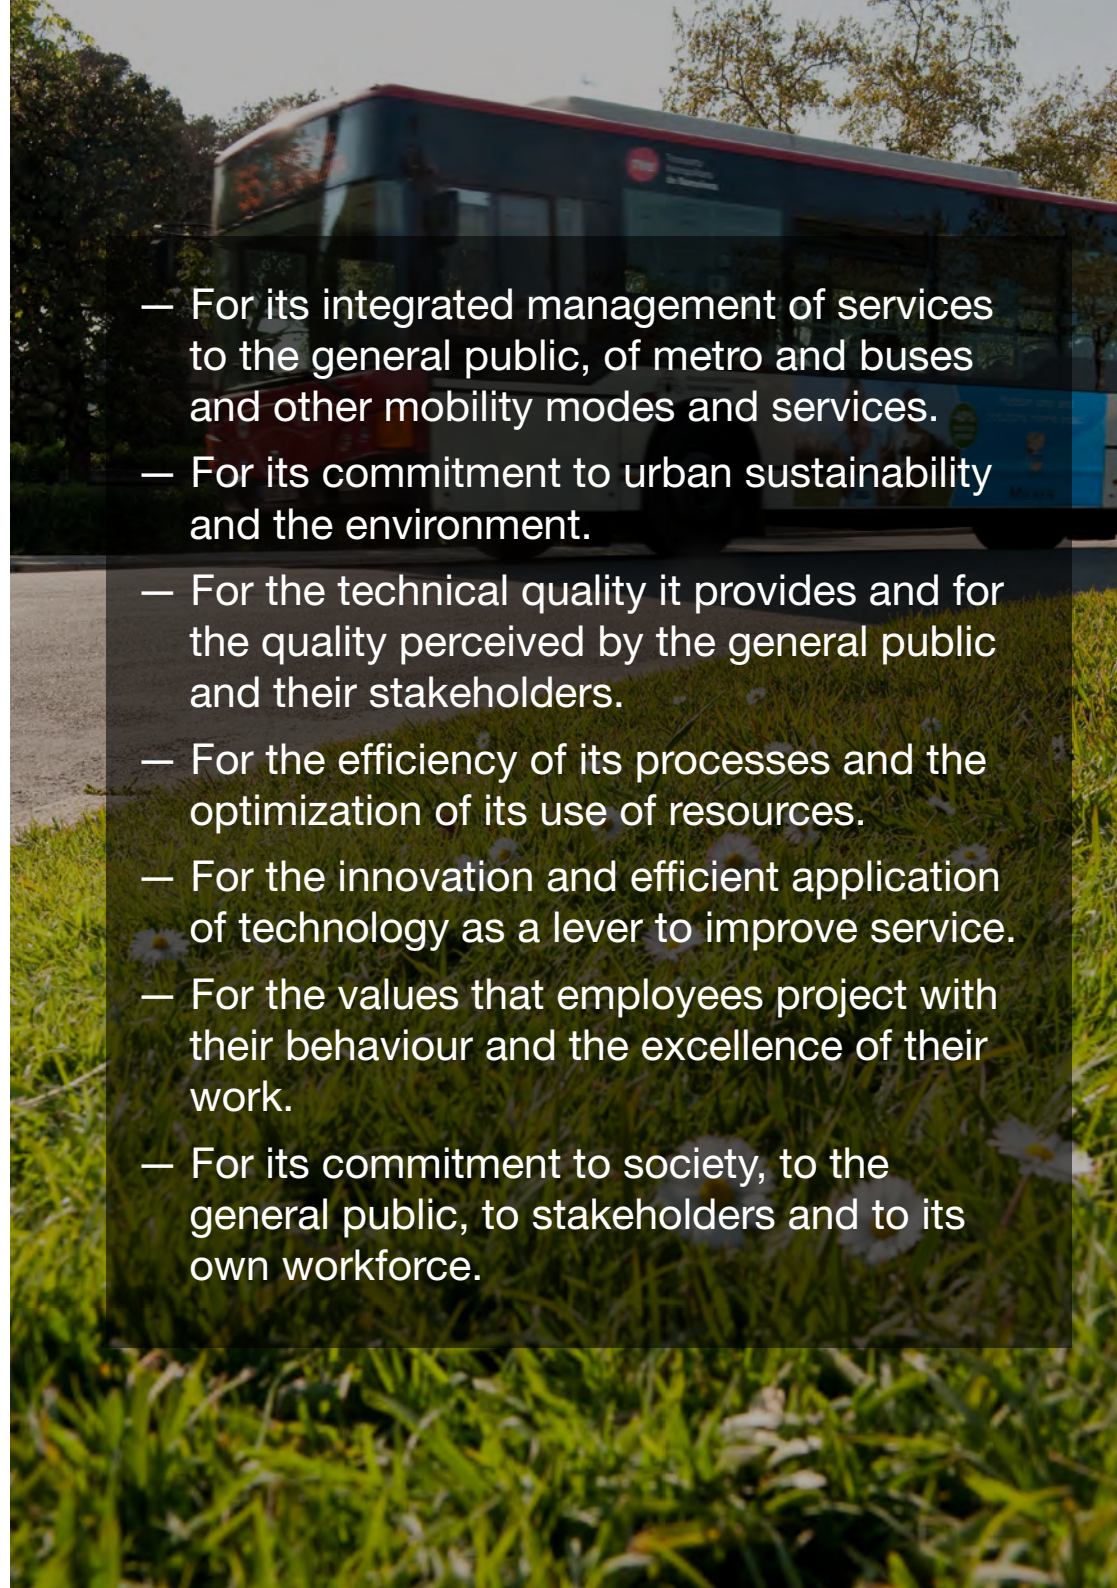 Transports
Metropolitans
de Barcelona
— For its integrated management of services
to the general public, of metro and buses
and other mobility modes and services.
— For its commitment to urban sustainability
and the environment.
— For the technical quality it provides and for
the quality perceived by the general public
and their stakeholders.
— For the efficiency of its processes and the
optimization of its use of resources.
— For the innovation and efficient application
of technology as a lever to improve service.
— For the values that employees project with
their behaviour and the excellence of their
work.
— For its commitment to society, to the
general public, to stakeholders and to its
own workforce.